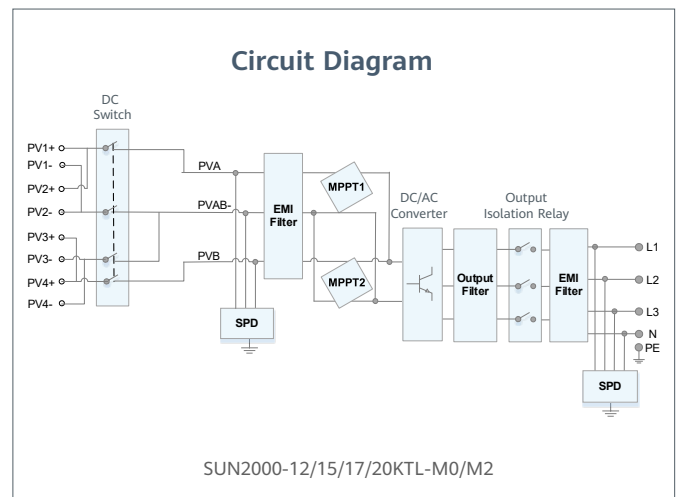 Circuit Diagram
DC
Switch
PV1+
PV1-
PV2+
PV2-
PV3+
PV3-
PV4+
PV4-
PVA
PVAB-
PVB
EMI
Filter
SPD
MPPT1
MPPT2
DC/AC
Converter
Output
Filter
Output
Isolation Relay
EMI
Filter
L1
L2
L3
N
PE
SPD
SUN2000-12/15/17/20KTL-M0/M2